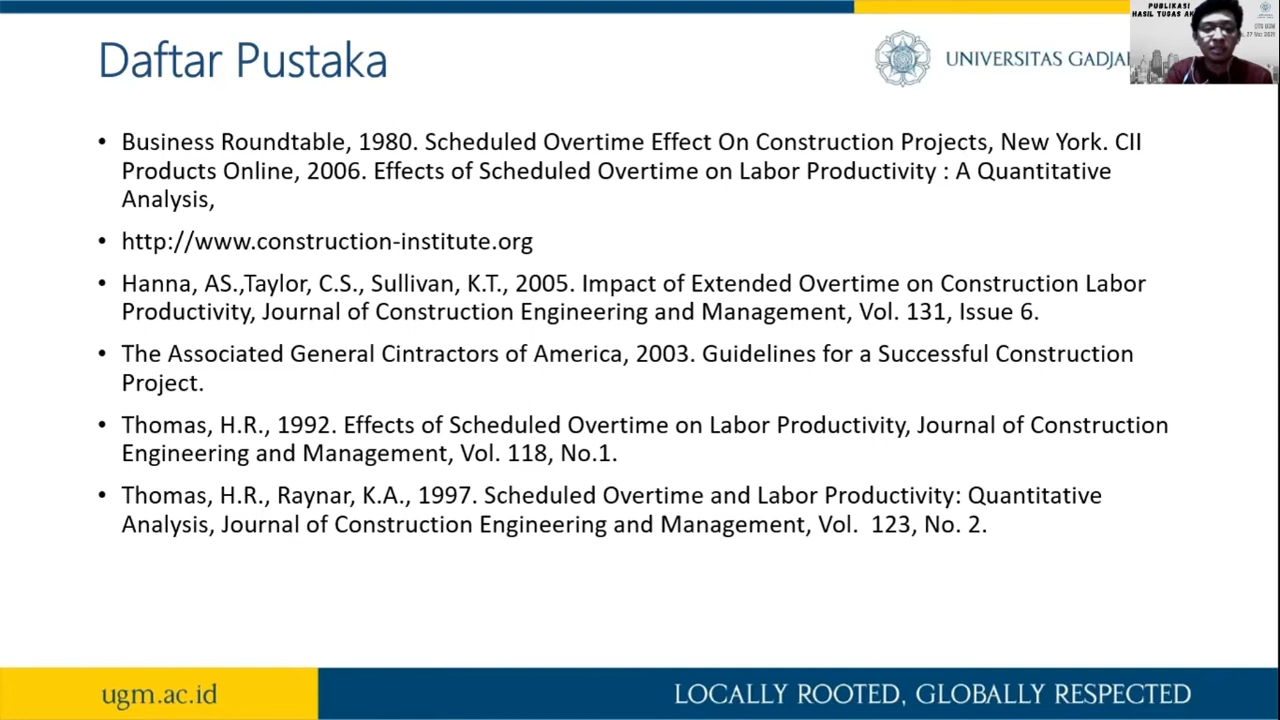 Daftar Pustaka
UNIVERSITAS GADJA
PUBLIKASI
HASIL TUGAS AK
• Business Roundtable, 1980. Scheduled Overtime Effect On Construction Projects, New York. CII
Products Online, 2006. Effects of Scheduled Overtime on Labor Productivity : A Quantitative
Analysis,
• http://www.construction-institute.org
• Hanna, AS.,Taylor, C.S., Sullivan, K.T., 2005. Impact of Extended Overtime on Construction Labor
Productivity, Journal of Construction Engineering and Management, Vol. 131, Issue 6.
• The Associated General Cintractors of America, 2003. Guidelines for a Successful Construction
Project.
• Thomas, H.R., 1992. Effects of Scheduled Overtime on Labor Productivity, Journal of Construction
Engineering and Management, Vol. 118, No.1.
• Thomas, H.R., Raynar, K.A., 1997. Scheduled Overtime and Labor Productivity: Quantitative
Analysis, Journal of Construction Engineering and Management, Vol.  123, No. 2.
ugm.ac.id
LOCALLY ROOTED, GLOBALLY RESPECTED